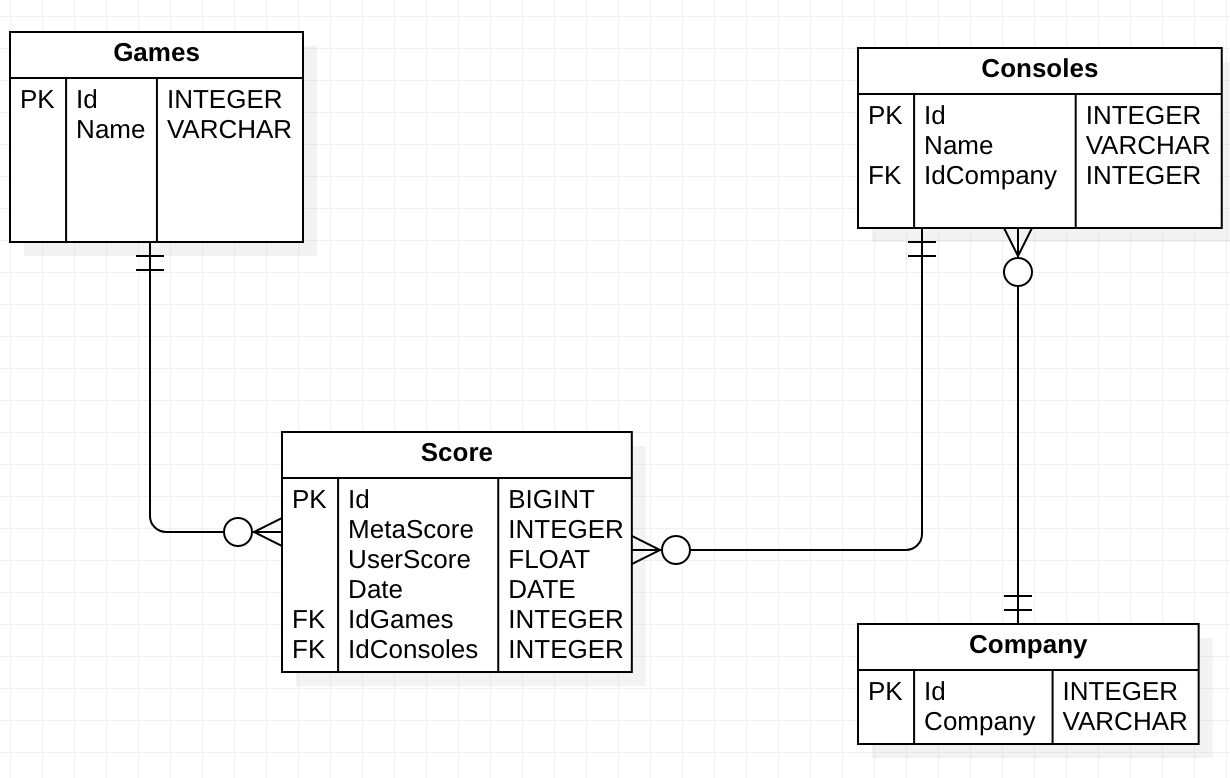 Games
PK Id INTEGER
Name VARCHAR
Consoles
PK Id INTEGER
Name VARCHAR
FK IdCompany INTEGER
Score
PK Id BIGINT
MetaScore INTEGER
UserScore FLOAT
Date DATE
FK IdGames INTEGER
FK IdConsoles INTEGER
Company
PK Id INTEGER
Company VARCHAR